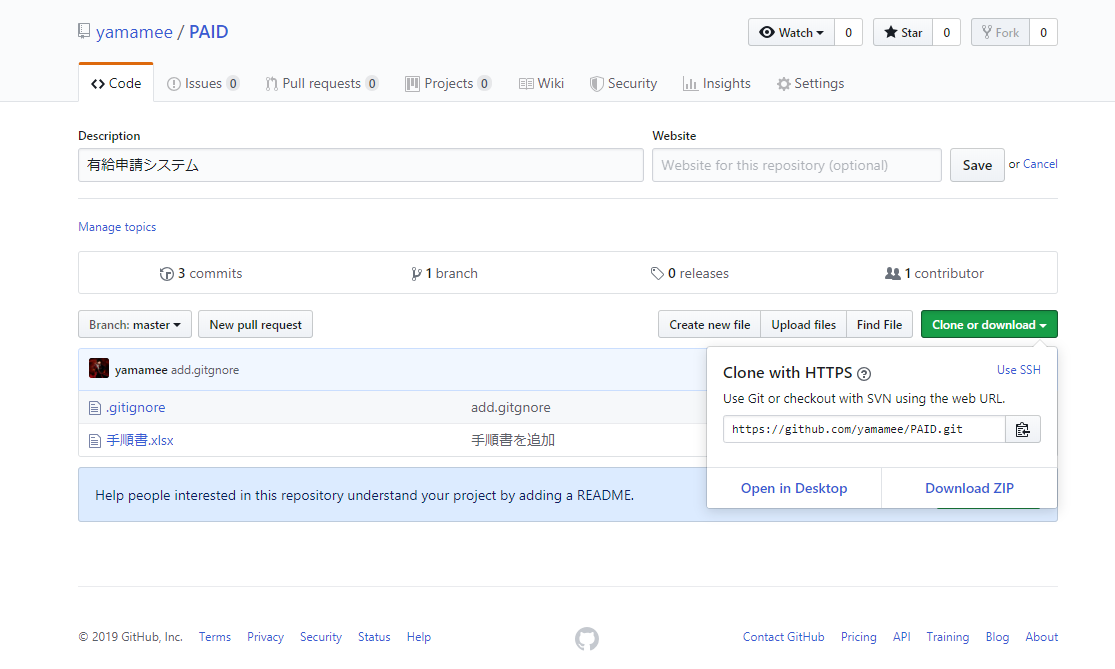 yamamee / PAID
Watch 0 Star 0 Fork 0
Code Issues 0 Pull requests 0 Projects 0 Wiki Security Insights Settings
Description Website
有給申請システム Website for this repository (optional) Save or Cancel
Manage topics
3 commits 1 branch 0 releases 1 contributor
Branch: master New pull request Create new file Upload files Find File Clone or download
yamamee add.gitgnore
.gitignore add.gitgnore
手順書.xlsx 手順書を追加
Clone with HTTPS ? Use SSH
Use Git or checkout with SVN using the web URL.
https://github.com/yamamee/PAID.git
Open in Desktop Download ZIP
Help people interested in this repository understand your project by adding a README.
© 2019 GitHub, Inc. Terms Privacy Security Status Help Contact GitHub Pricing API Training Blog About